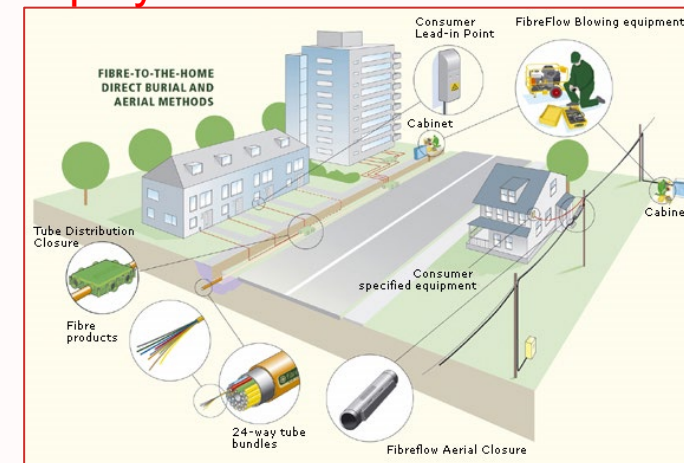 Consumer
Lead-in Point
FibreFlow Blowing equipment
FIBRE-TO-THE-HOME
DIRECT BURIAL AND
AERIAL METHODS
Cabinet
Cabine
Tube Distribution
Closure
Consumer
specified equipment
Fibre
products
24-way tube
bundles
Fibreflow Aerial Closure